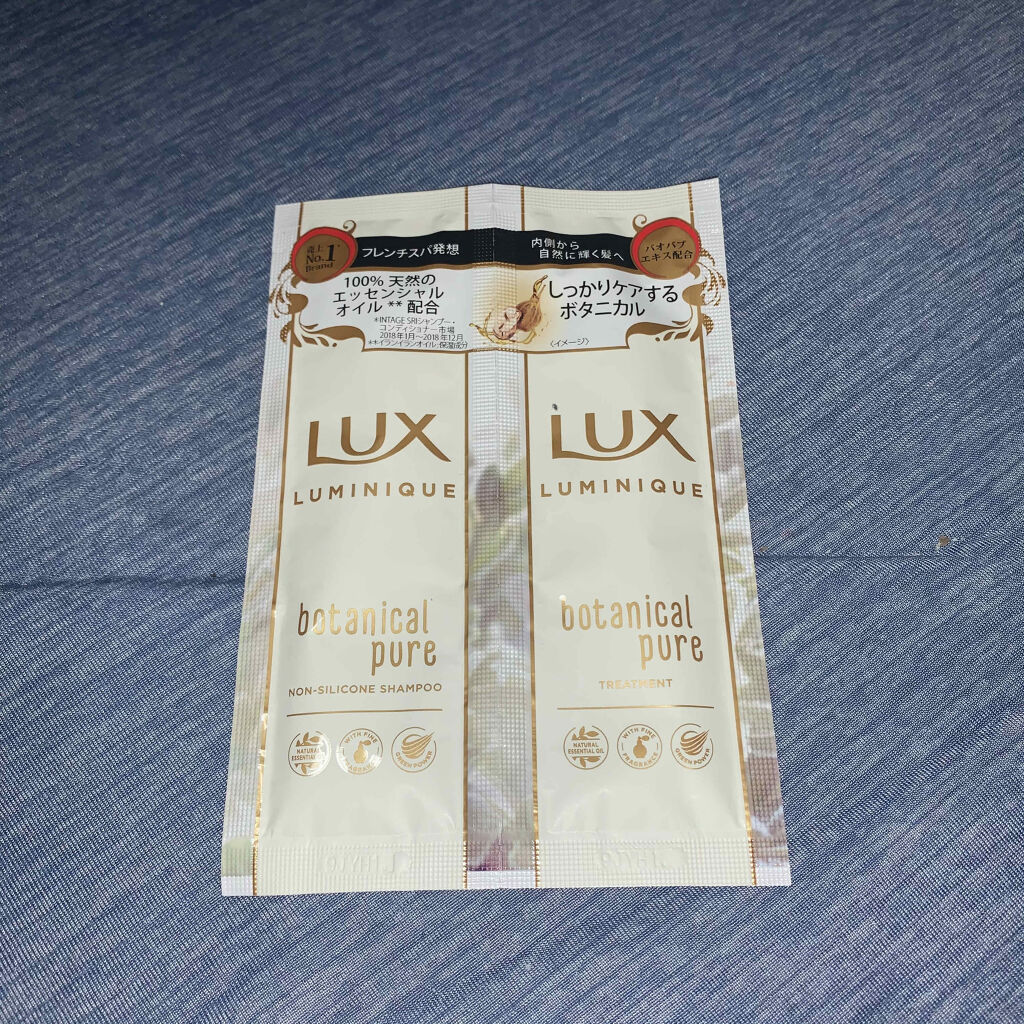 売上
No.1*
Brand
フレンチスパ発想
100% 天然の
エッセンシャル
オイル ** 配合
*INTAGE SRIシャンプー・
コンディショナー市場
2018年1月～2018年12月
**イランイランオイル:保湿成分
内側から
自然に輝く髪へ
バオバブ
エキス配合
しっかりケアする
ボタニカル
〈イメージ〉
LUX
LUMINIQUE
botanical
pure
NON-SILICONE SHAMPOO
NATURAL
ESSENTIAL OIL
WITH FINE
FRAGRANCE
GREEN POWER
LUX
LUMINIQUE
botanical
pure
TREATMENT
NATURAL
ESSENTIAL OIL
WITH FINE
FRAGRANCE
GREEN POWER